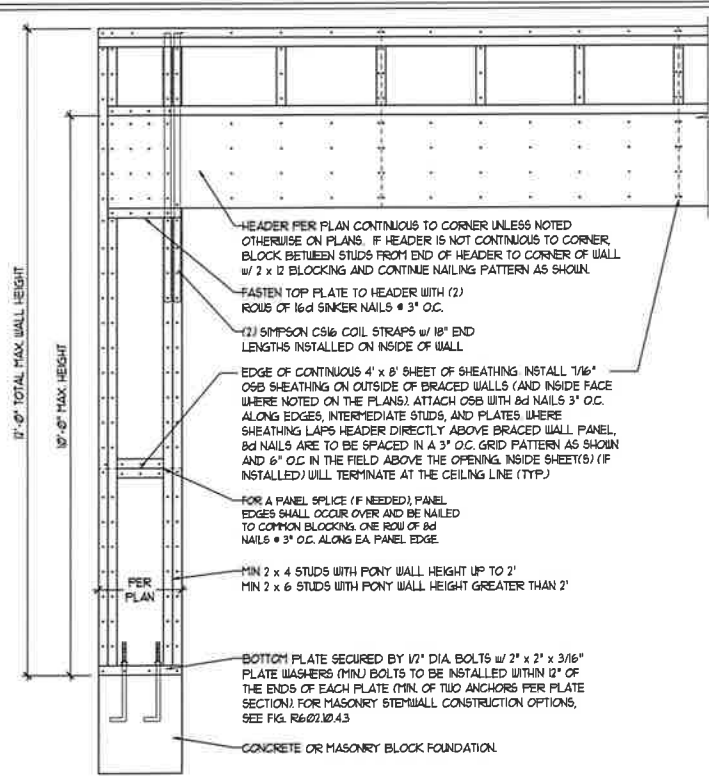 HEADER PER PLAN CONTINUOUS TO CORNER UNLESS NOTED
OTHERWISE ON PLANS. IF HEADER IS NOT CONTINUOUS TO CORNER,
BLOCK BETWEEN STUDS FROM END OF HEADER TO CORNER OF WALL
w/ 2 x 12 BLOCKING AND CONTINUE NAILING PATTERN AS SHOWN.
FASTEN TOP PLATE TO HEADER WITH (2)
ROWS OF 16d SINKER NAILS @ 3" O.C.
(2) SIMPSON CS16 COIL STRAPS w/ 18" END
LENGTHS INSTALLED ON INSIDE OF WALL
EDGE OF CONTINUOUS 4' x 8' SHEET OF SHEATHING. INSTALL 7/16"
OSB SHEATHING ON OUTSIDE OF BRACED WALLS (AND INSIDE FACE
WHERE NOTED ON THE PLANS). ATTACH OSB WITH 8d NAILS 3" O.C.
ALONG EDGES, INTERMEDIATE STUDS, AND PLATES. WHERE
SHEATHING LAPS HEADER DIRECTLY ABOVE BRACED WALL PANEL,
8d NAILS ARE TO BE SPACED IN A 3" O.C. GRID PATTERN AS SHOWN
AND 6" O.C. IN THE FIELD ABOVE THE OPENING. INSIDE SHEET(S) (IF
INSTALLED) WILL TERMINATE AT THE CEILING LINE (TYP.)
FOR A PANEL SPLICE (IF NEEDED), PANEL
EDGES SHALL OCCUR OVER AND BE NAILED
TO COMMON BLOCKING. ONE ROW OF 8d
NAILS @ 3" O.C. ALONG EA. PANEL EDGE.
MIN 2 x 4 STUDS WITH PONY WALL HEIGHT UP TO 2'
MIN 2 x 6 STUDS WITH PONY WALL HEIGHT GREATER THAN 2'
BOTTOM PLATE SECURED BY 1/2" DIA. BOLTS w/ 2" x 2" x 3/16"
PLATE WASHERS (MIN.) BOLTS TO BE INSTALLED WITHIN 12" OF
THE ENDS OF EACH PLATE (MIN. OF TWO ANCHORS PER PLATE
SECTION). FOR MASONRY STEMWALL CONSTRUCTION OPTIONS,
SEE FIG. R602.10.4.3
CONCRETE OR MASONRY BLOCK FOUNDATION.
12'-0" TOTAL MAX. WALL HEIGHT
10'-0" MAX. HEIGHT
PER
PLAN